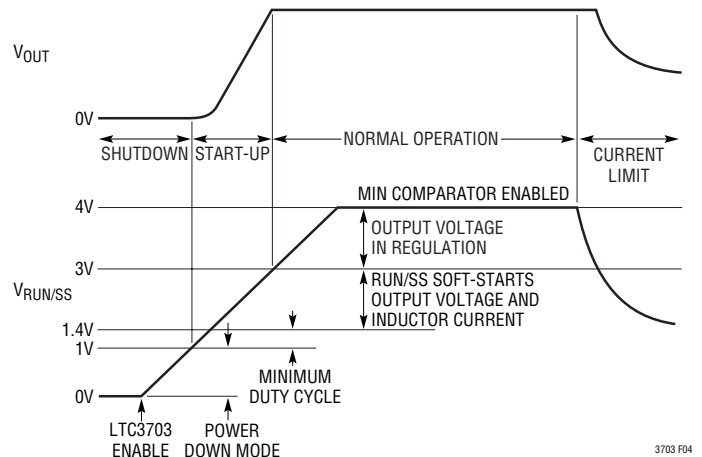 VOUT
0V
SHUTDOWN
START-UP
NORMAL OPERATION
CURRENT
LIMIT
MIN COMPARATOR ENABLED
4V
OUTPUT VOLTAGE
IN REGULATION
3V
VRUN/SS
RUN/SS SOFT-STARTS
OUTPUT VOLTAGE AND
INDUCTOR CURRENT
1.4V
1V
MINIMUM
DUTY CYCLE
0V
LTC3703
ENABLE
POWER
DOWN MODE
3703 F04